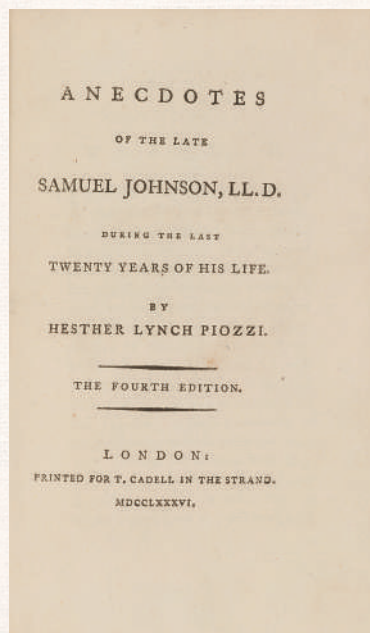 ANECDOTES
OF THE LATE
SAMUEL JOHNSON, LL.D.
DURING THE LAST
TWENTY YEARS OF HIS LIFE.
BY
HESTHER LYNCH PIOZZI.
THE FOURTH EDITION.
LONDON:
PRINTED FOR T. CADELL IN THE STRAND.
MDCCLXXXVI.